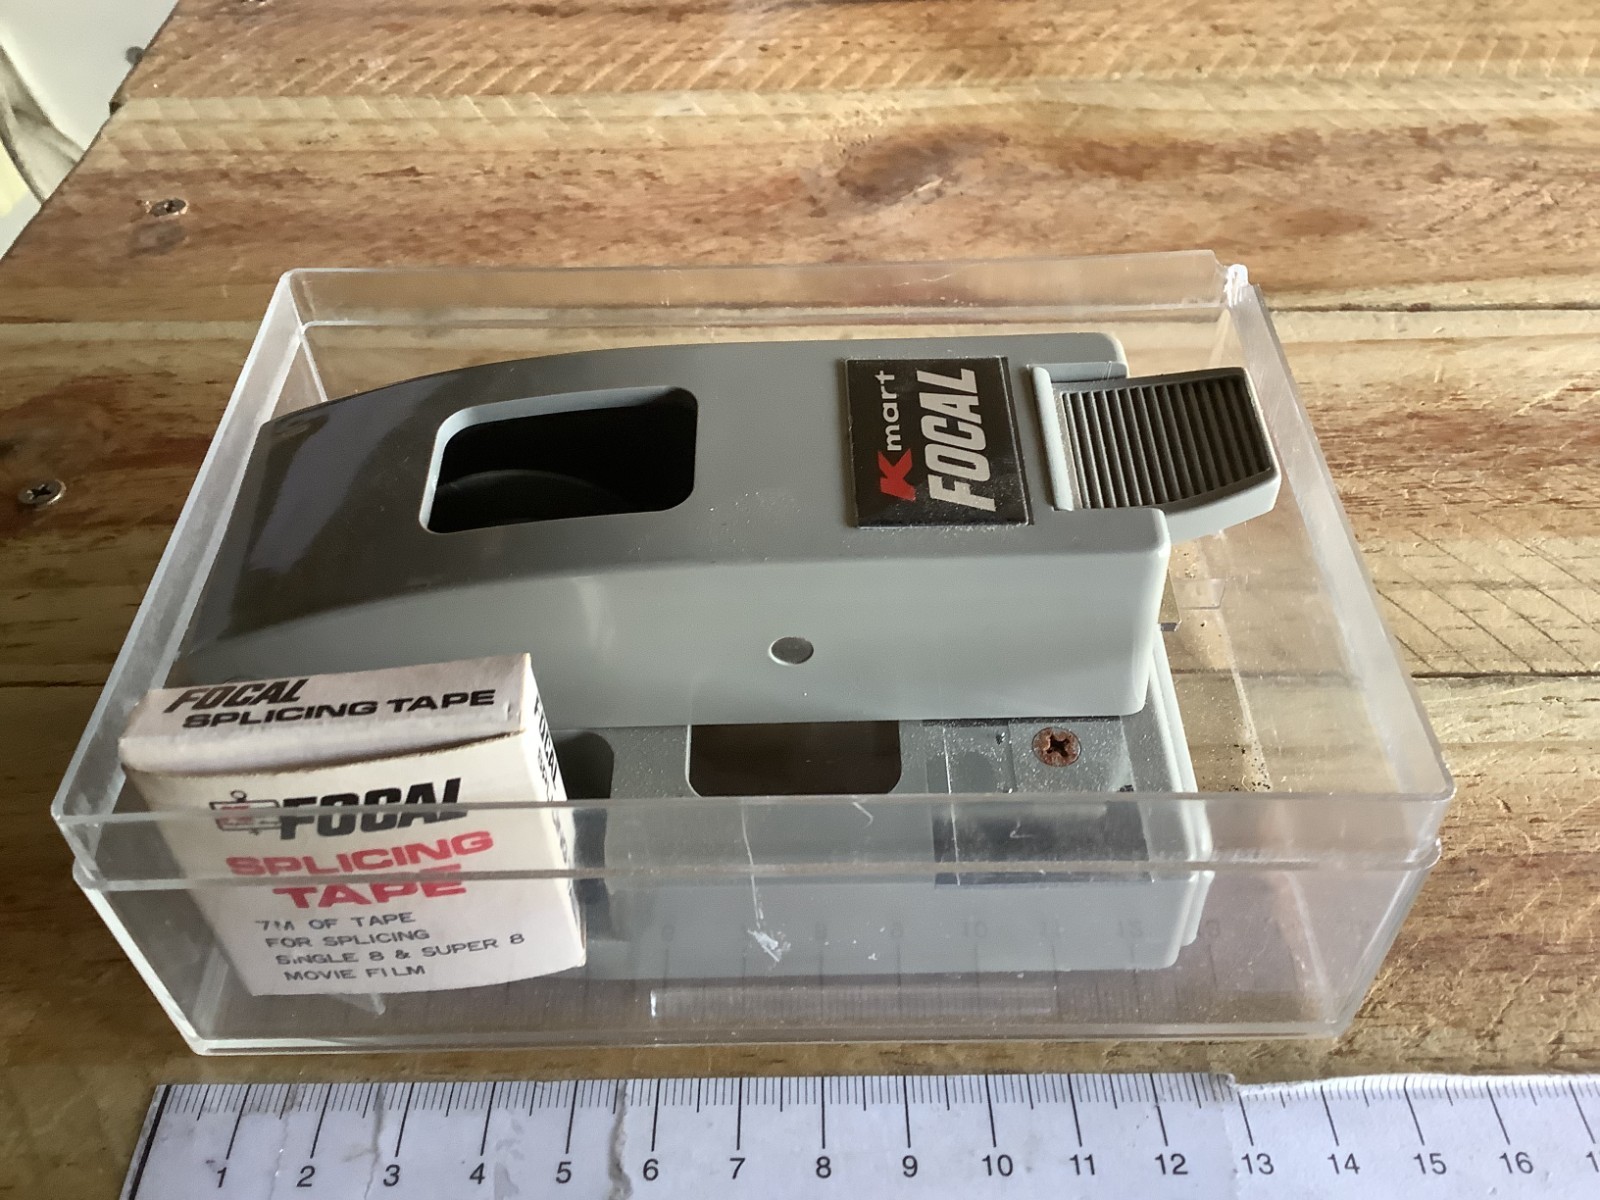 Kmart
FOCAL
FOCAL
SPLICING TAPE
FOCAL
FOCAL
SPLICING
TAPE
7M OF TAPE
FOR SPLICING
SINGLE 8 & SUPER 8
MOVIE FILM
1 2 3 4 5 6 7 8 9 10 11 12 13 14 15 16